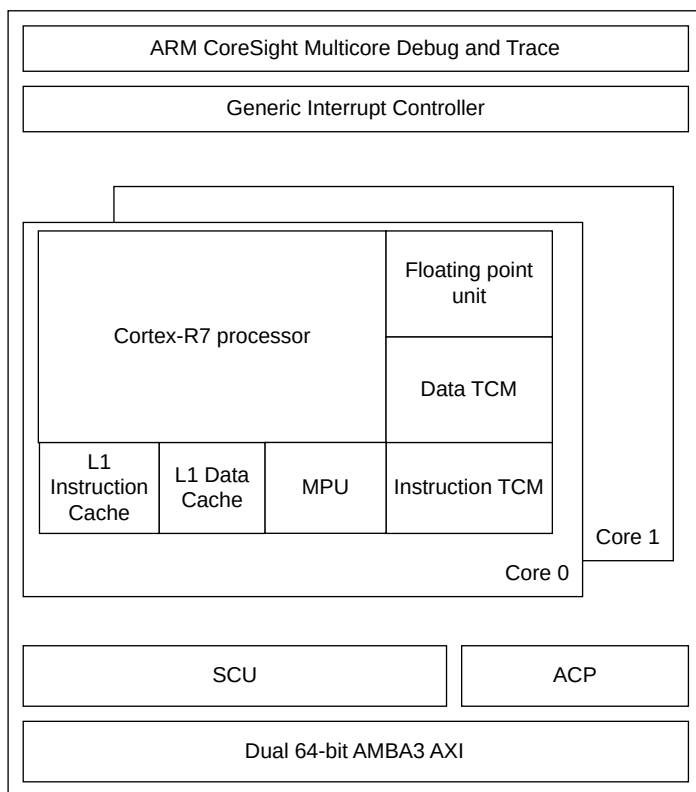 ARM CoreSight Multicore Debug and Trace
Generic Interrupt Controller
Floating point
unit
Cortex-R7 processor
Data TCM
L1
Instruction
Cache
L1 Data
Cache
MPU
Instruction TCM
Core 1
Core 0
SCU
ACP
Dual 64-bit AMBA3 AXI